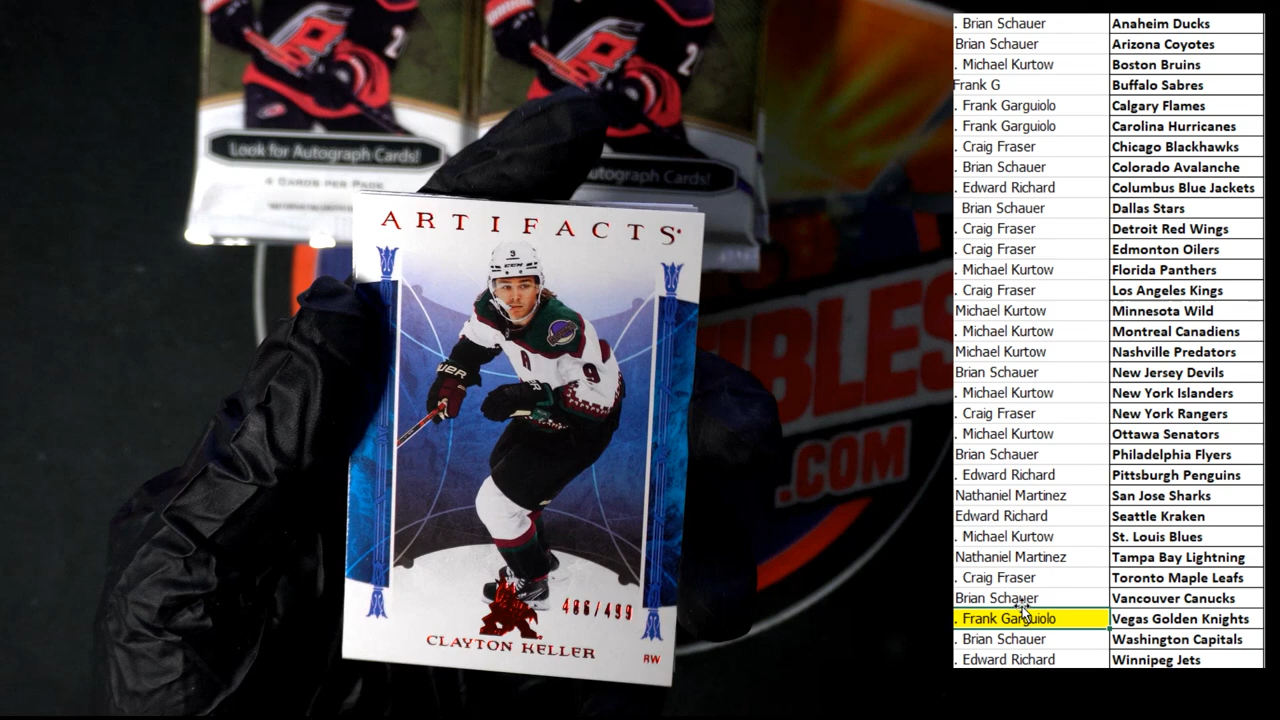 2
2
Look for Autograph Cards!
4 CARDS PER PACK
utograph Cards!
ARTIFACTS
9
CCM
A
9
UER
486/499
CLAYTON KELLER
RW
IBLES
.COM
. Brian Schauer Anaheim Ducks
Brian Schauer Arizona Coyotes
. Michael Kurtow Boston Bruins
Frank G Buffalo Sabres
. Frank Garguiolo Calgary Flames
. Frank Garguiolo Carolina Hurricanes
. Craig Fraser Chicago Blackhawks
. Brian Schauer Colorado Avalanche
. Edward Richard Columbus Blue Jackets
Brian Schauer Dallas Stars
. Craig Fraser Detroit Red Wings
. Craig Fraser Edmonton Oilers
. Michael Kurtow Florida Panthers
. Craig Fraser Los Angeles Kings
Michael Kurtow Minnesota Wild
. Michael Kurtow Montreal Canadiens
Michael Kurtow Nashville Predators
Brian Schauer New Jersey Devils
. Michael Kurtow New York Islanders
. Craig Fraser New York Rangers
. Michael Kurtow Ottawa Senators
Brian Schauer Philadelphia Flyers
. Edward Richard Pittsburgh Penguins
Nathaniel Martinez San Jose Sharks
Edward Richard Seattle Kraken
. Michael Kurtow St. Louis Blues
Nathaniel Martinez Tampa Bay Lightning
. Craig Fraser Toronto Maple Leafs
Brian Schauer Vancouver Canucks
. Frank Garguiolo Vegas Golden Knights
. Brian Schauer Washington Capitals
. Edward Richard Winnipeg Jets